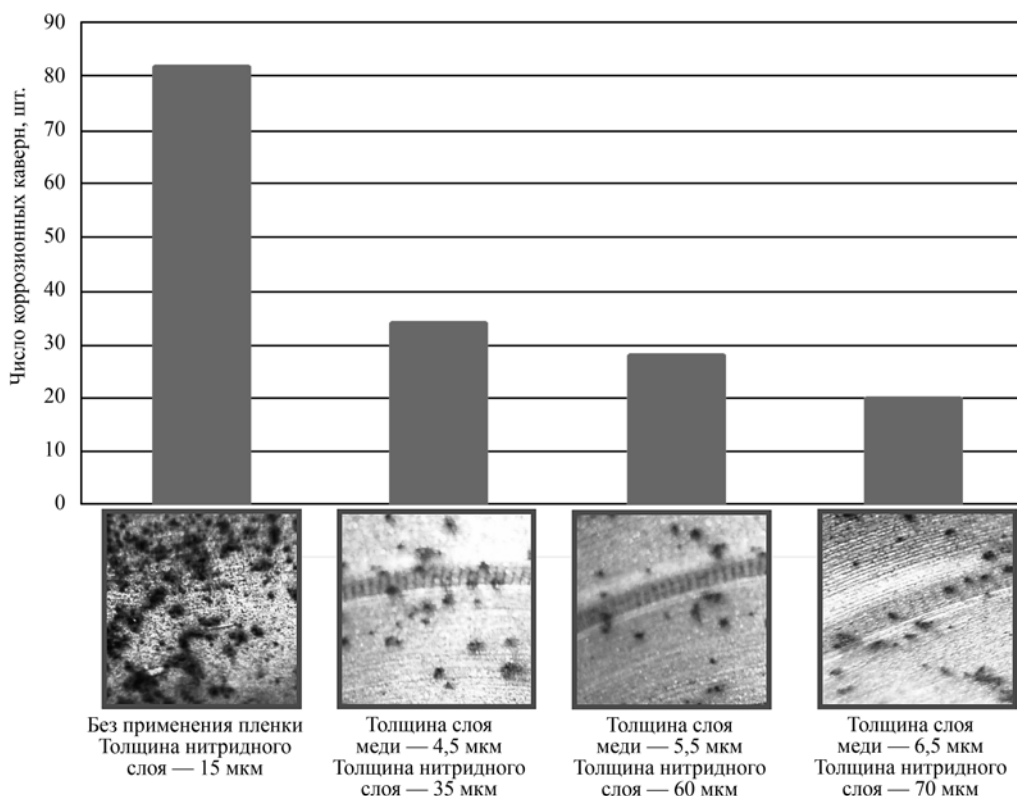 Число коррозионных каверн, шт.
90
80
70
60
50
40
30
20
10
0
Без применения пленки
Толщина нитридного
слоя — 15 мкм
Толщина слоя
меди — 4,5 мкм
Толщина нитридного
слоя — 35 мкм
Толщина слоя
меди — 5,5 мкм
Толщина нитридного
слоя — 60 мкм
Толщина слоя
меди — 6,5 мкм
Толщина нитридного
слоя — 70 мкм